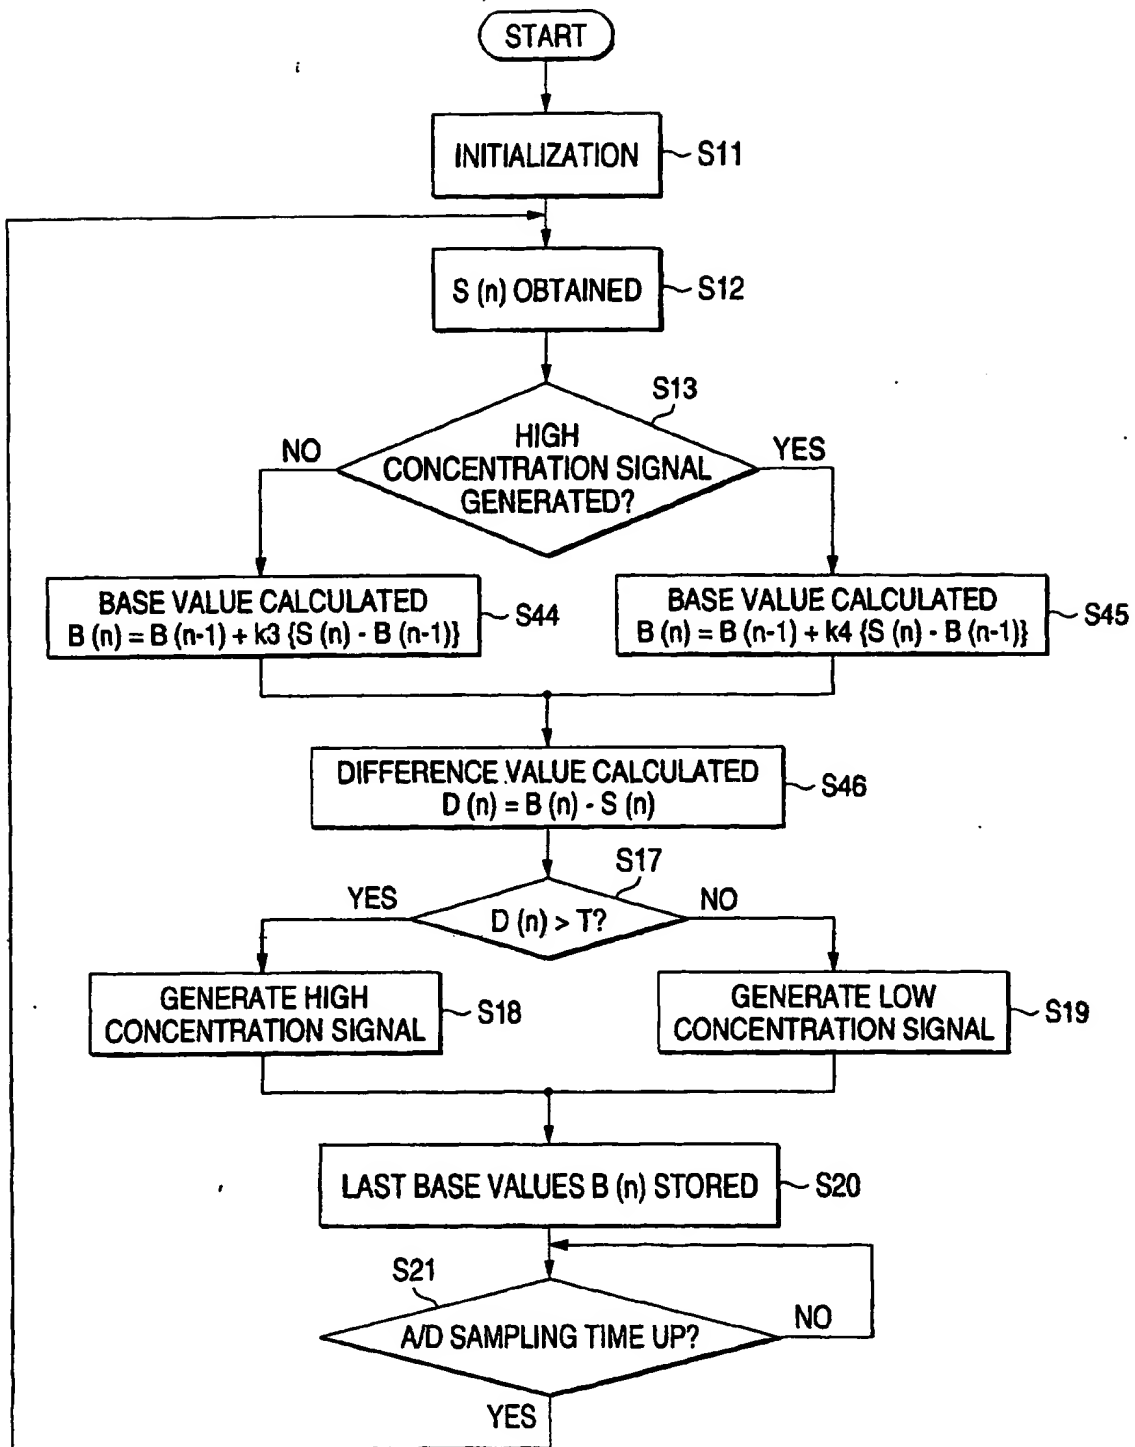 START
INITIALIZATION
S11
S (n) OBTAINED
S12
S13
HIGH
CONCENTRATION SIGNAL
GENERATED?
NO
YES
BASE VALUE CALCULATED
B (n) = B (n-1) + k3 {S (n) - B (n-1)}
S44
BASE VALUE CALCULATED
B (n) = B (n-1) + k4 {S (n) - B (n-1)}
S45
DIFFERENCE VALUE CALCULATED
D (n) = B (n) - S (n)
S46
S17
YES
D (n) > T?
NO
GENERATE HIGH
CONCENTRATION SIGNAL
S18
GENERATE LOW
CONCENTRATION SIGNAL
S19
LAST BASE VALUES B (n) STORED
S20
S21
A/D SAMPLING TIME UP?
NO
YES